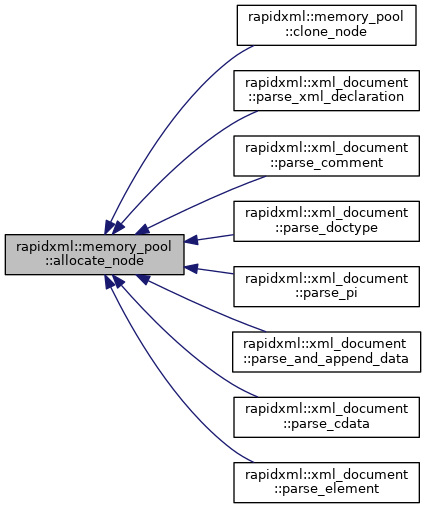 rapidxml::memory_pool
::clone_node
rapidxml::xml_document
::parse_xml_declaration
rapidxml::xml_document
::parse_comment
rapidxml::xml_document
::parse_doctype
rapidxml::memory_pool
::allocate_node
rapidxml::xml_document
::parse_pi
rapidxml::xml_document
::parse_and_append_data
rapidxml::xml_document
::parse_cdata
rapidxml::xml_document
::parse_element